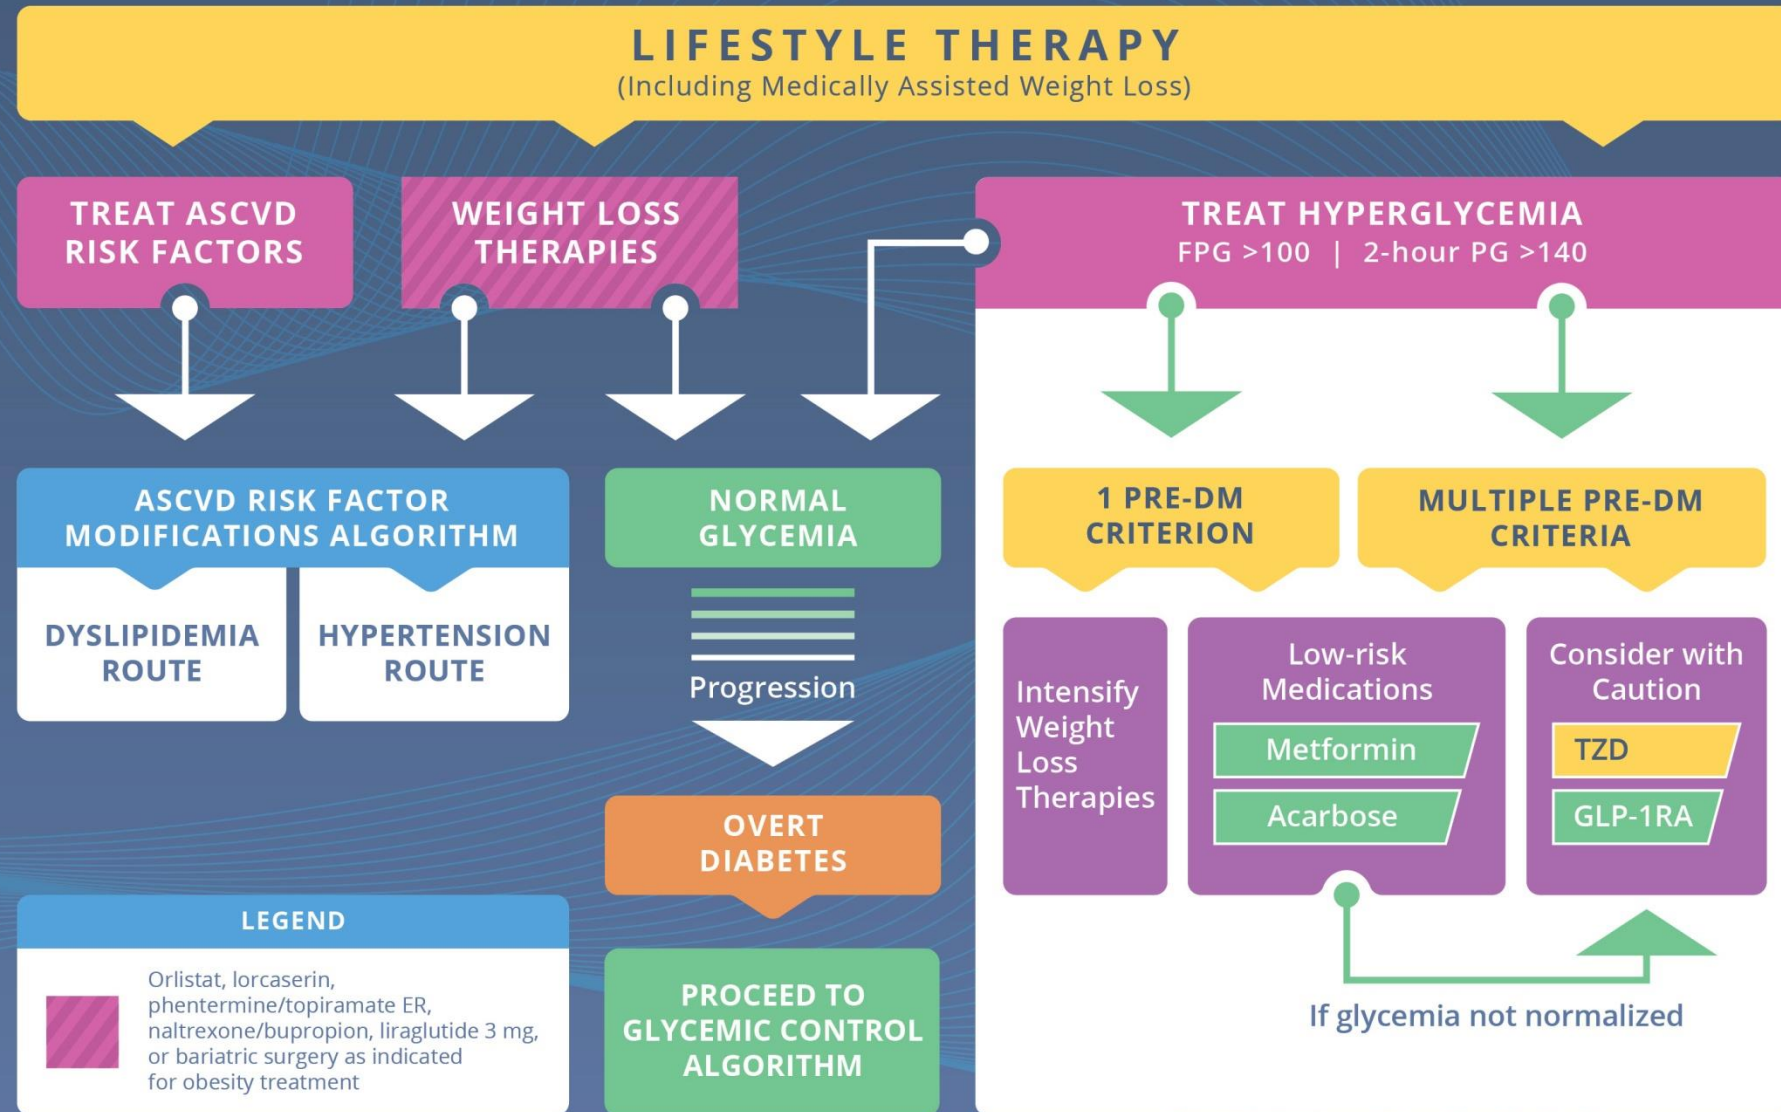 LIFESTYLE THERAPY
(Including Medically Assisted Weight Loss)
TREAT ASCVD
RISK FACTORS
WEIGHT LOSS
THERAPIES
TREAT HYPERGLYCEMIA
FPG >100 | 2-hour PG >140
ASCVD RISK FACTOR
MODIFICATIONS ALGORITHM
DYSLIPIDEMIA
ROUTE
HYPERTENSION
ROUTE
NORMAL
GLYCEMIA
Progression
OVERT
DIABETES
PROCEED TO
GLYCEMIC CONTROL
ALGORITHM
1 PRE-DM
CRITERION
MULTIPLE PRE-DM
CRITERIA
Intensify
Weight
Loss
Therapies
Low-risk
Medications
Metformin
Acarbose
Consider with
Caution
TZD
GLP-1RA
If glycemia not normalized
LEGEND
Orlistat, lorcaserin,
phentermine/topiramate ER,
naltrexone/bupropion, liraglutide 3 mg,
or bariatric surgery as indicated
for obesity treatment